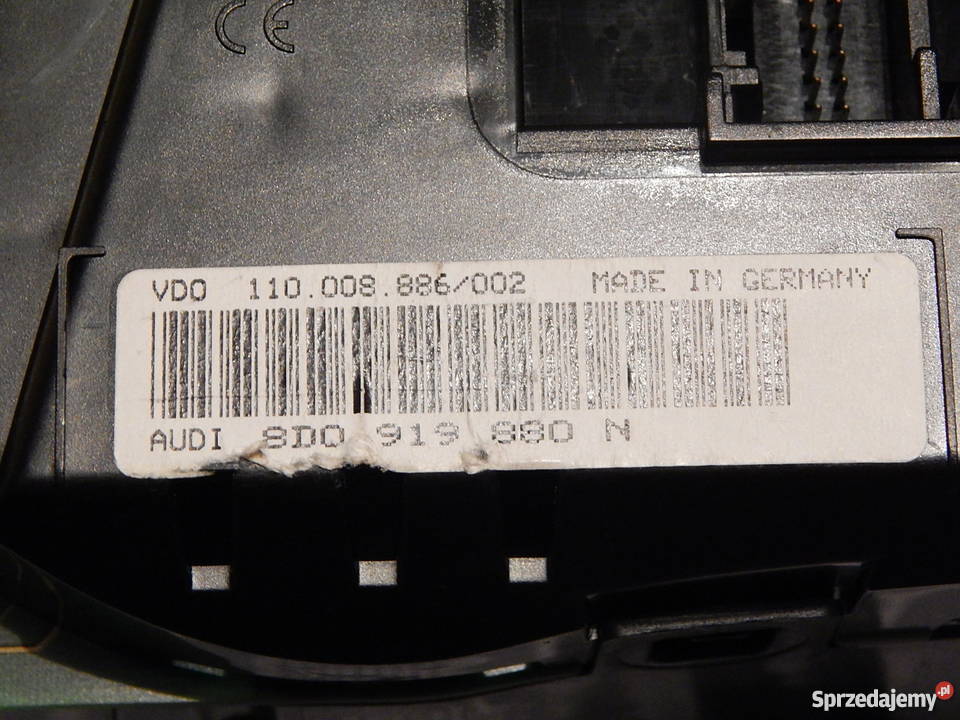 CE
VDO 110.008.886/002 MADE IN GERMANY
AUDI 8D0 919 880 N
Sprzedajemy.pl